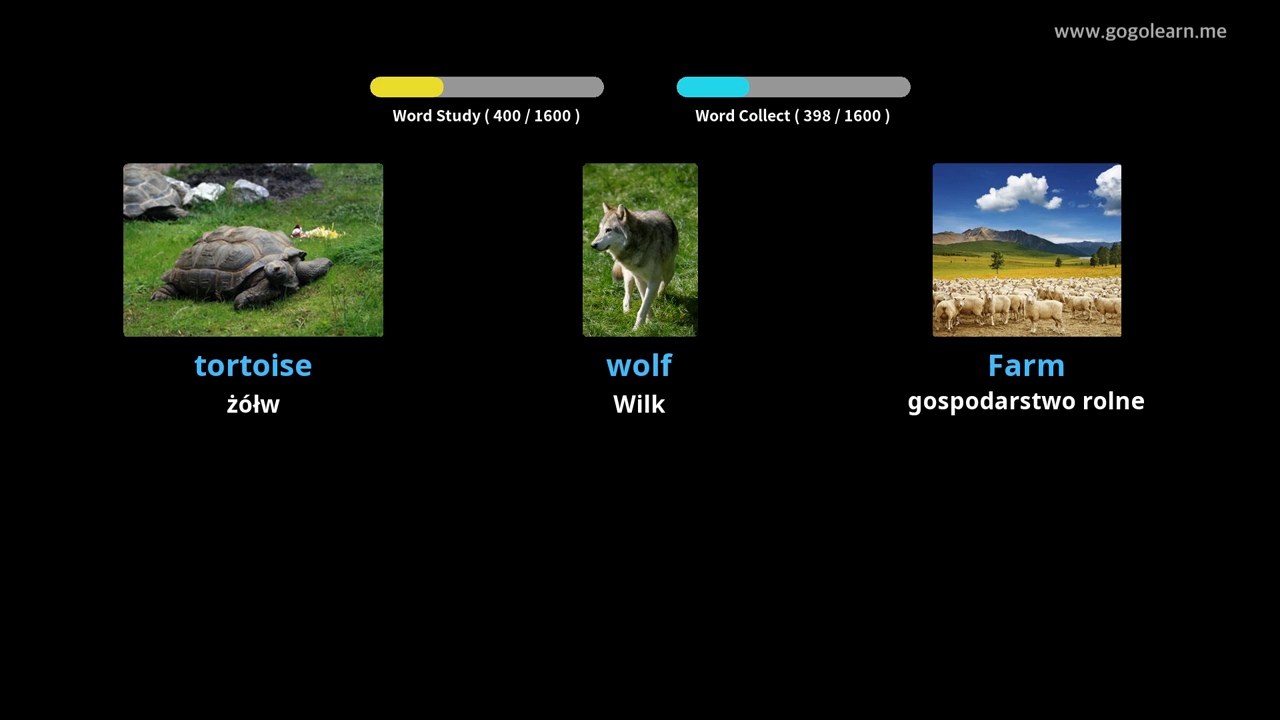 www.gogolearn.me
Word Study ( 400 / 1600 )
Word Collect ( 398 / 1600 )
tortoise
wolf
Farm
żółw
Wilk
gospodarstwo rolne